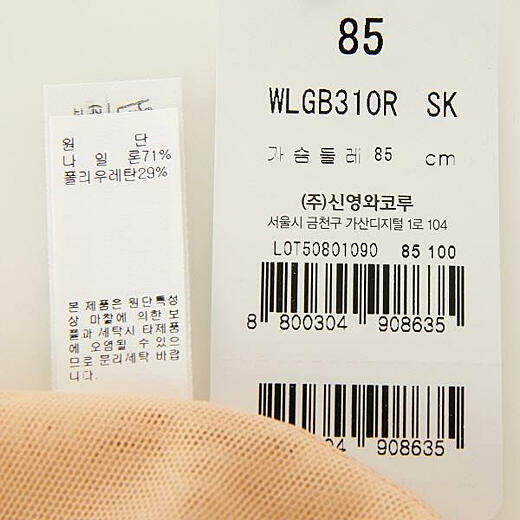 원 단
나 일 론71%
폴리우레탄29%
본 제품은 원단특성
상 마찰에 의한 보
풀과 /세탁시 타제품
에 오염될 수 있으
므로 분리/세탁 바랍
니다.
85
WLGB310R SK
가 슴 둘 레 85 cm
(주)신영와코루
서울시 금천구 가산디지털 1로 104
LOT50801090 85 100
8 800304 908635
04 908635